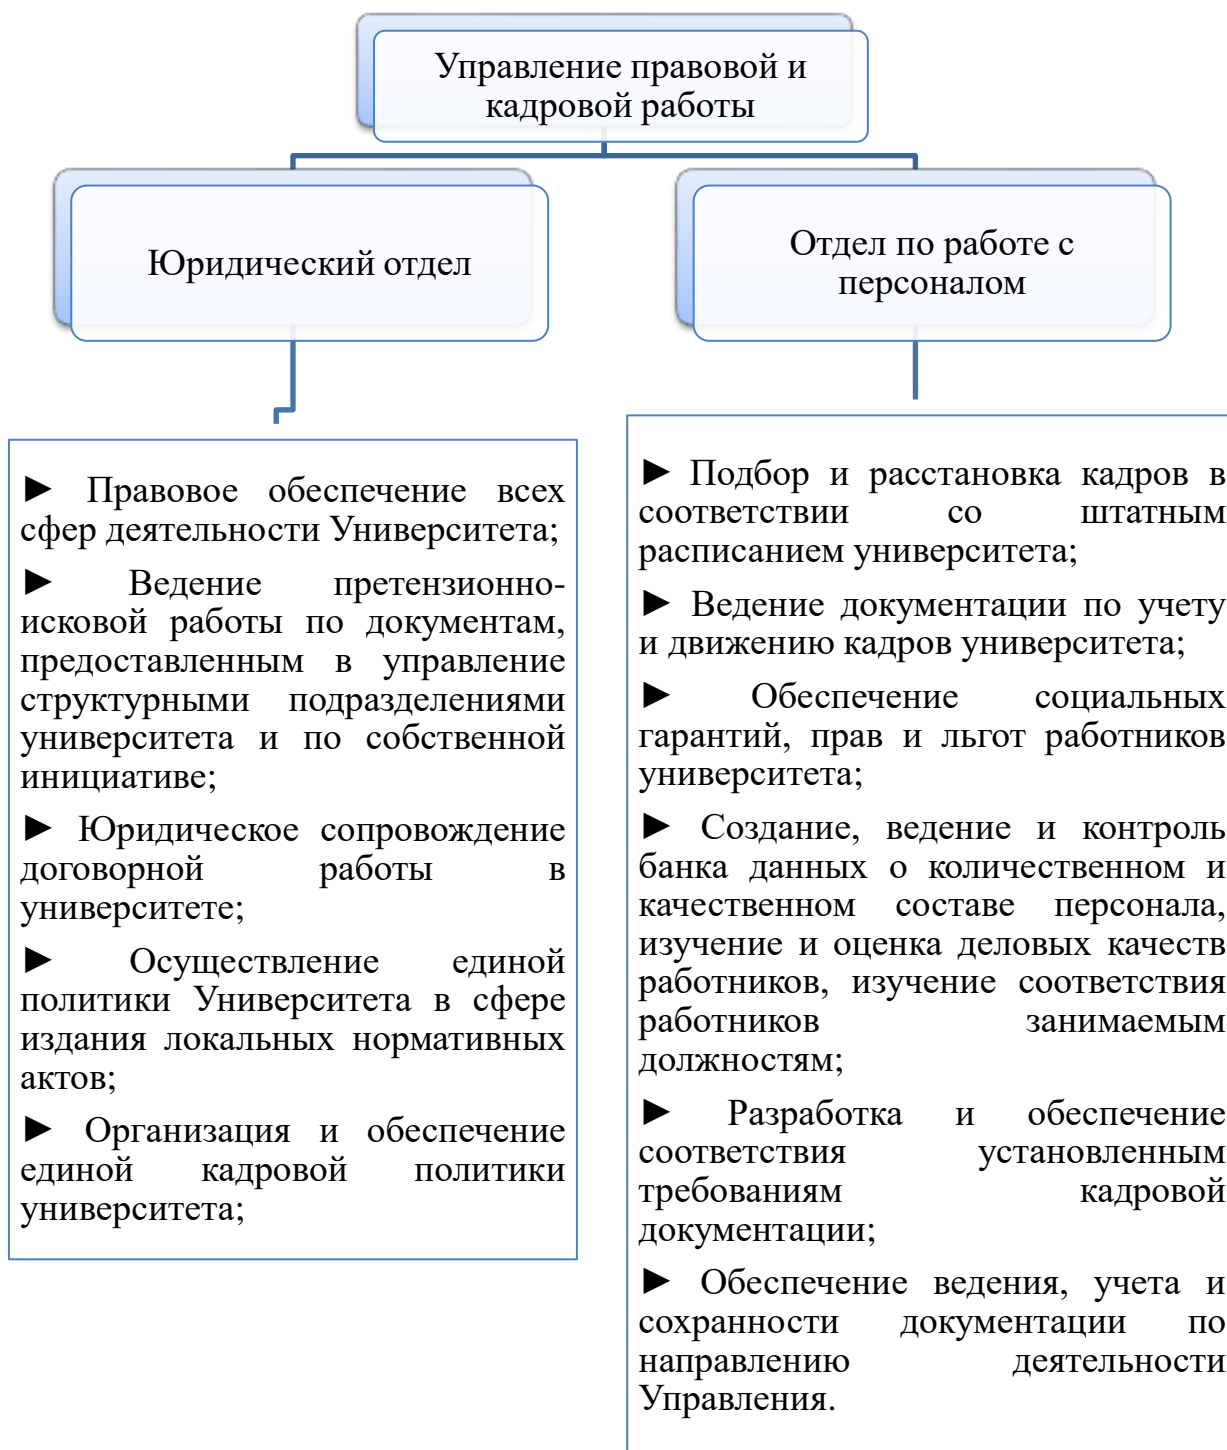 Управление правовой и
кадровой работы
Юридический отдел
Отдел по работе с
персоналом
► Правовое обеспечение всех
сфер деятельности Университета;
► Ведение претензионно-
исковой работы по документам,
предоставленным в управление
структурными подразделениями
университета и по собственной
инициативе;
► Юридическое сопровождение
договорной работы в
университете;
► Осуществление единой
политики Университета в сфере
издания локальных нормативных
актов;
► Организация и обеспечение
единой кадровой политики
университета;
► Подбор и расстановка кадров в
соответствии со штатным
расписанием университета;
► Ведение документации по учету
и движению кадров университета;
► Обеспечение социальных
гарантий, прав и льгот работников
университета;
► Создание, ведение и контроль
банка данных о количественном и
качественном составе персонала,
изучение и оценка деловых качеств
работников, изучение соответствия
работников занимаемым
должностям;
► Разработка и обеспечение
соответствия установленным
требованиям кадровой
документации;
► Обеспечение ведения, учета и
сохранности документации по
направлению деятельности
Управления.